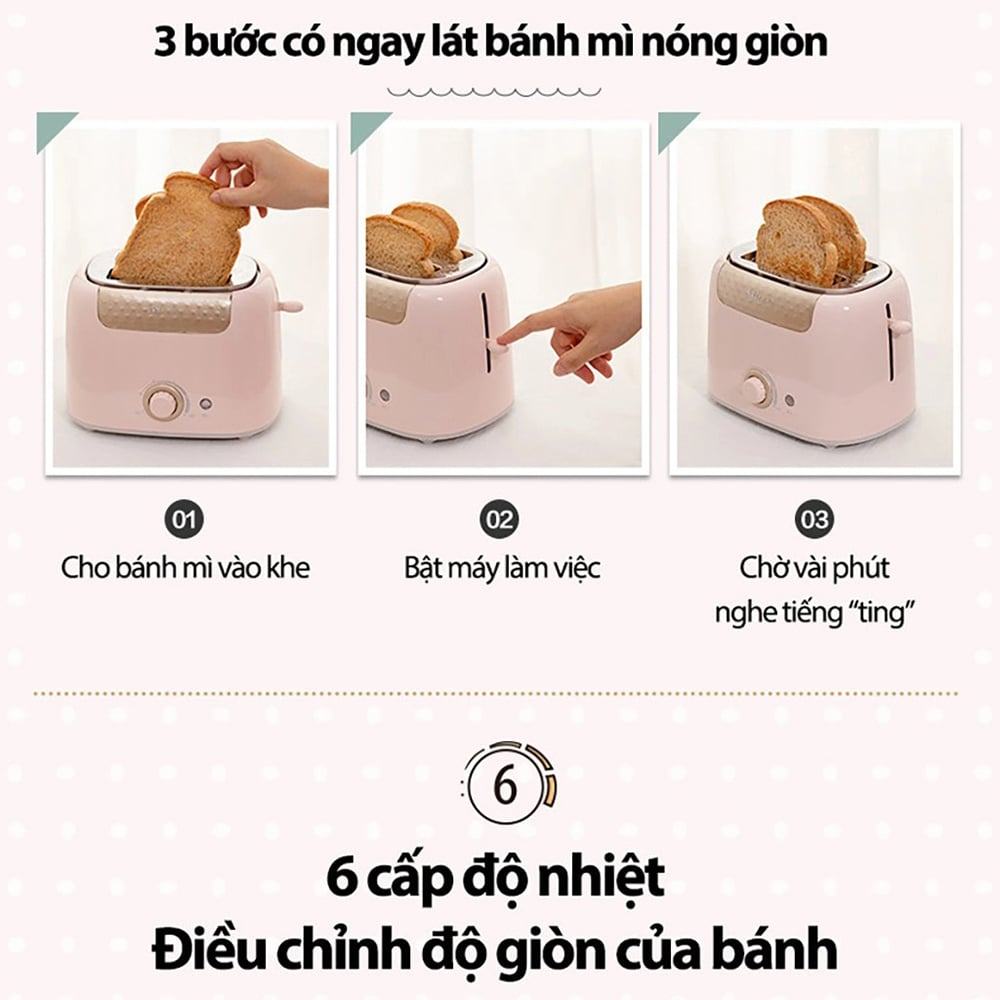 3 bước có ngay lát bánh mì nóng giòn
01
Cho bánh mì vào khe
02
Bật máy làm việc
03
Chờ vài phút
nghe tiếng “ting”
6
6 cấp độ nhiệt
Điều chỉnh độ giòn của bánh